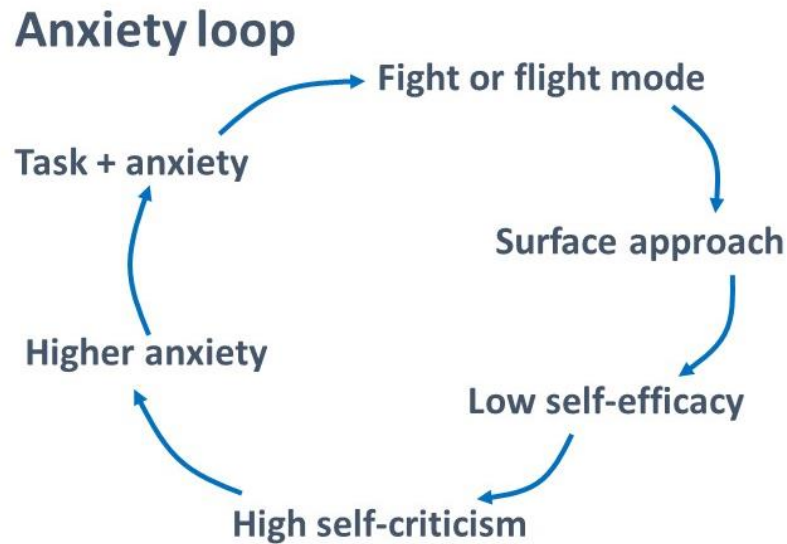 Anxiety loop
Fight or flight mode
Task + anxiety
Surface approach
Higher anxiety
Low self-efficacy
High self-criticism